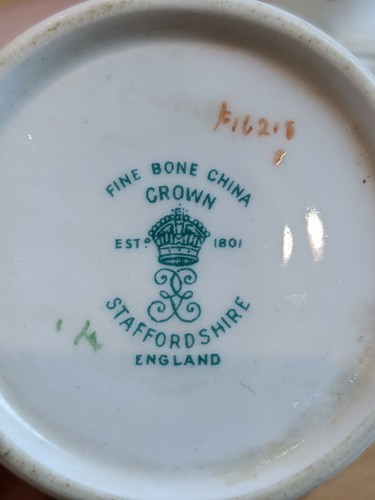 F16218
FINE BONE CHINA
CROWN
ESTD 1801
STAFFORDSHIRE
ENGLAND